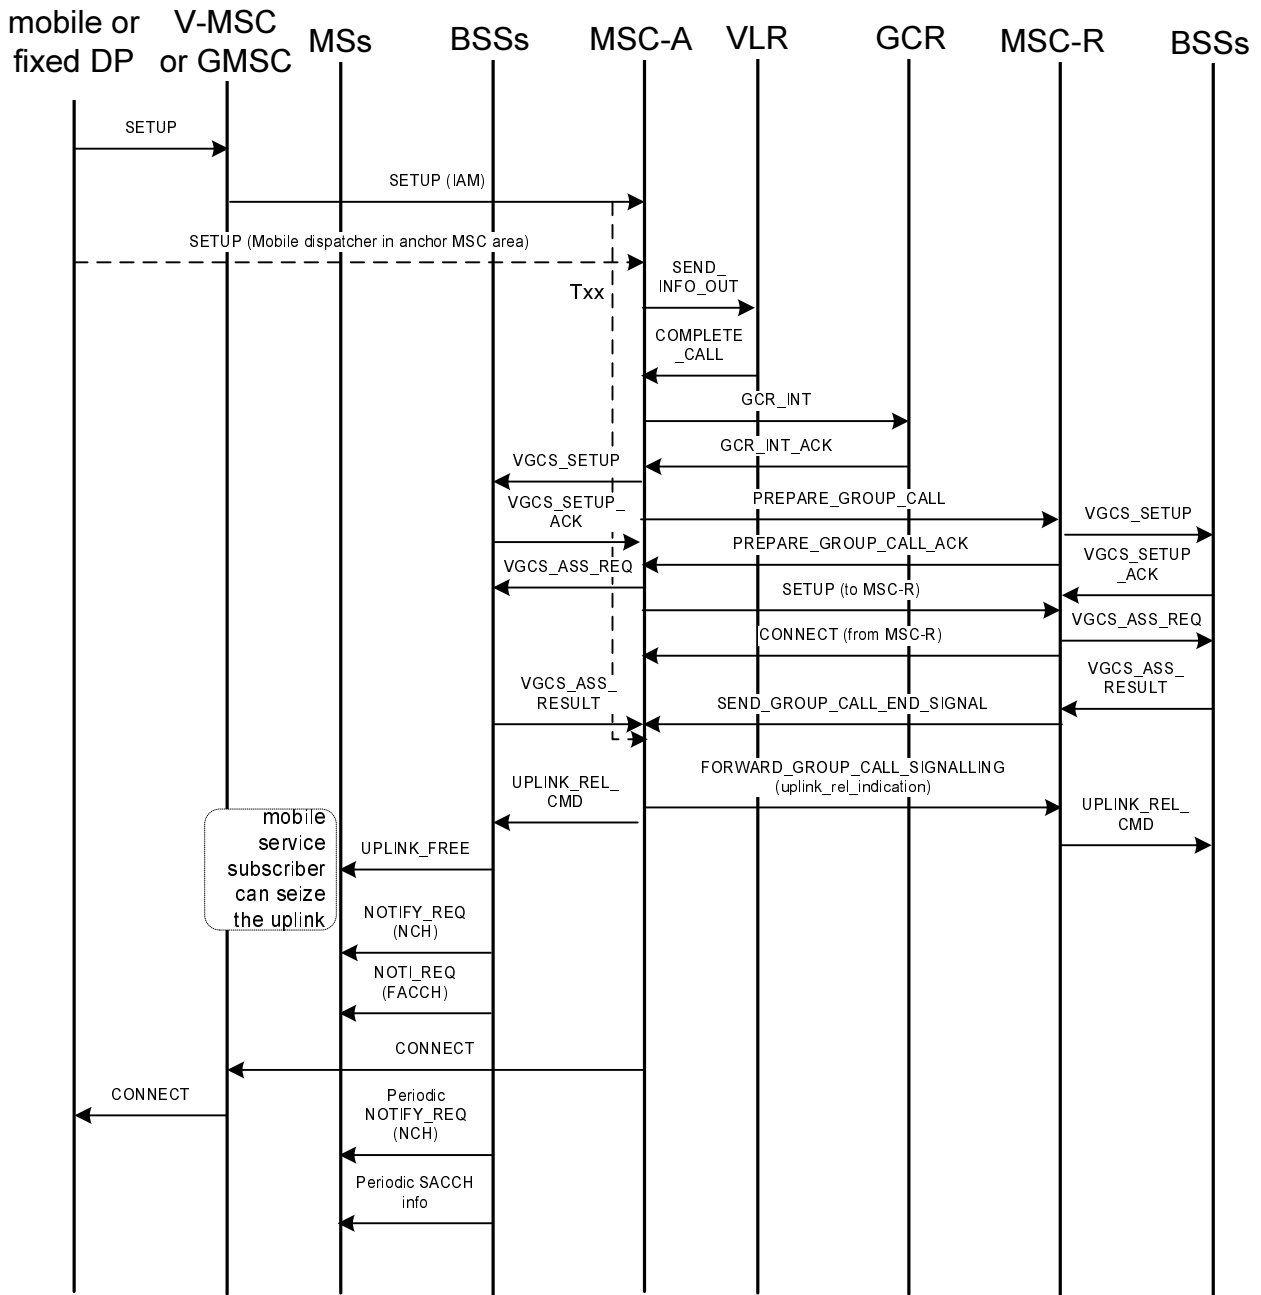 mobile or
fixed DP
V-MSC
or GMSC
MSs
BSSs
MSC-A
VLR
GCR
MSC-R
BSSs
SETUP
SETUP (IAM)
SETUP (Mobile dispatcher in anchor MSC area)
SEND_
INFO_OUT
Txx
COMPLETE
_CALL
GCR_INT
GCR_INT_ACK
VGCS_SETUP
VGCS_SETUP_
ACK
PREPARE_GROUP_CALL
VGCS_SETUP
PREPARE_GROUP_CALL_ACK
VGCS_SETUP
_ACK
VGCS_ASS_REQ
SETUP (to MSC-R)
VGCS_ASS_REQ
CONNECT (from MSC-R)
VGCS_ASS_
RESULT
VGCS_ASS_
RESULT
SEND_GROUP_CALL_END_SIGNAL
FORWARD_GROUP_CALL_SIGNALLING
(uplink_rel_indication)
UPLINK_REL_
CMD
UPLINK_REL_
CMD
mobile
service
subscriber
can seize
the uplink
UPLINK_FREE
NOTIFY_REQ
(NCH)
NOTI_REQ
(FACCH)
CONNECT
CONNECT
Periodic
NOTIFY_REQ
(NCH)
Periodic SACCH
info